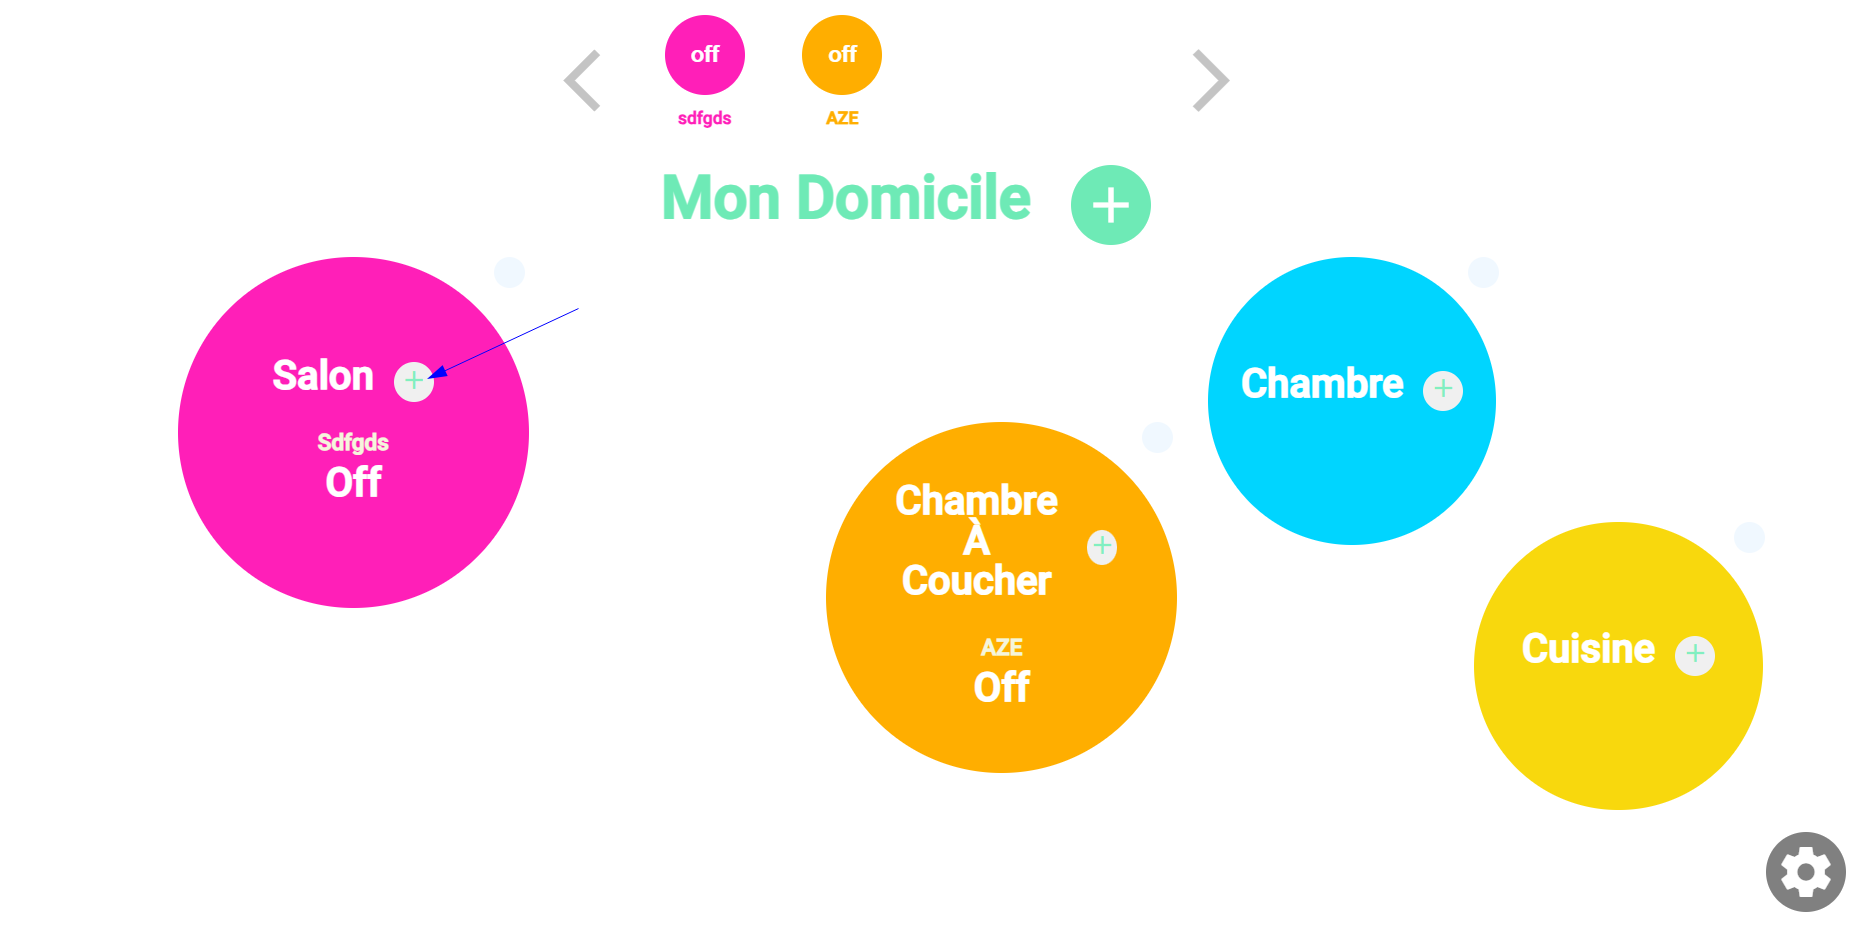 off
off
sdfgds
AZE
Mon Domicile +
Salon +
Sdfgds
Off
Chambre
À
Coucher
+
AZE
Off
Chambre +
Cuisine +